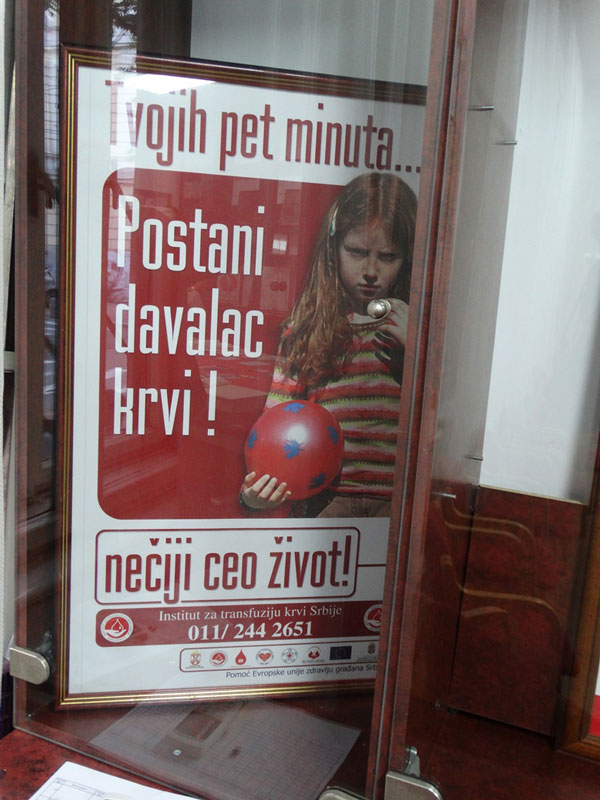 Tvojih pet minuta...
Postani
davalac
krvi !
nečiji ceo život!
Institut za transfuziju krvi Srbije
011/ 244 2651
Pomoć Evropske unije zdravlju građana